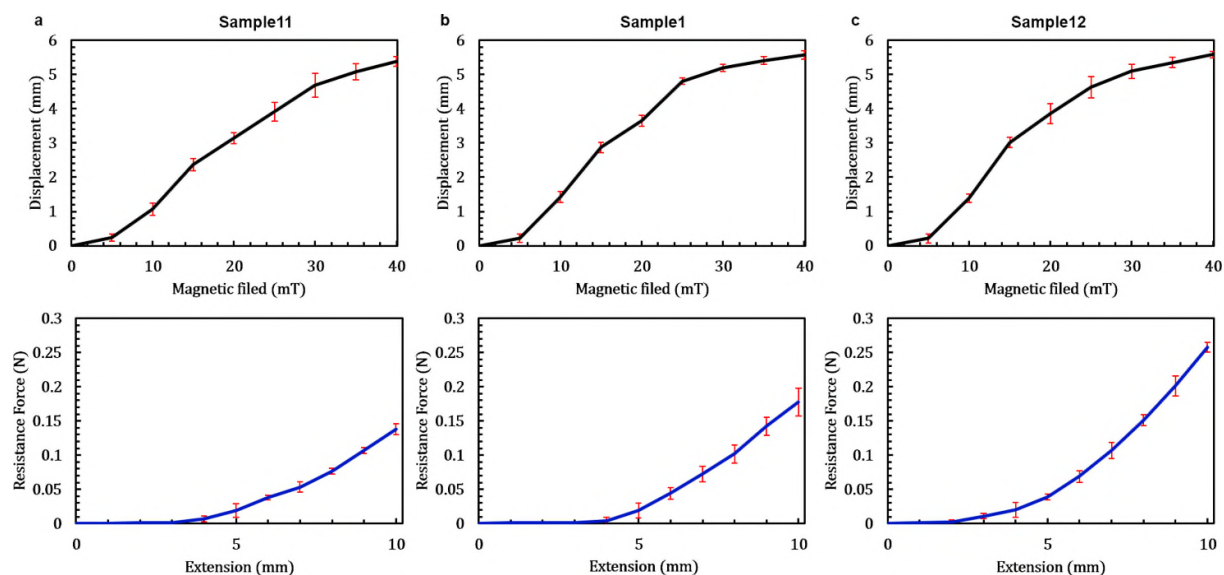 a Sample11
6
5
4
3
2
1
0
Displacement (mm)
0 10 20 30 40
Magnetic filed (mT)
b Sample1
6
5
4
3
2
1
0
Displacement (mm)
0 10 20 30 40
Magnetic filed (mT)
c Sample12
6
5
4
3
2
1
0
Displacement (mm)
0 10 20 30 40
Magnetic filed (mT)
0.3
0.25
0.2
0.15
0.1
0.05
0
Resistance Force (N)
0 5 10
Extension (mm)
0.3
0.25
0.2
0.15
0.1
0.05
0
Resistance Force (N)
0 5 10
Extension (mm)
0.3
0.25
0.2
0.15
0.1
0.05
0
Resistance Force (N)
0 5 10
Extension (mm)